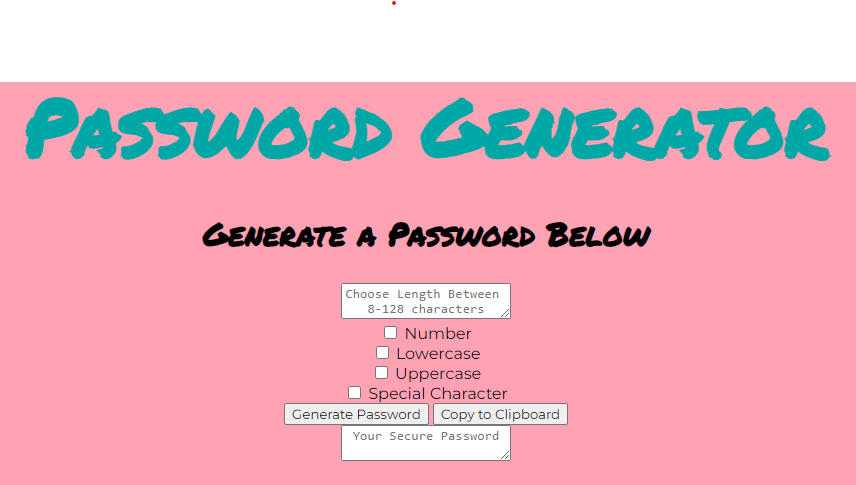 Password Generator
Generate a Password Below
Choose Length Between
8-128 characters
Number
Lowercase
Uppercase
Special Character
Generate Password Copy to Clipboard
Your Secure Password